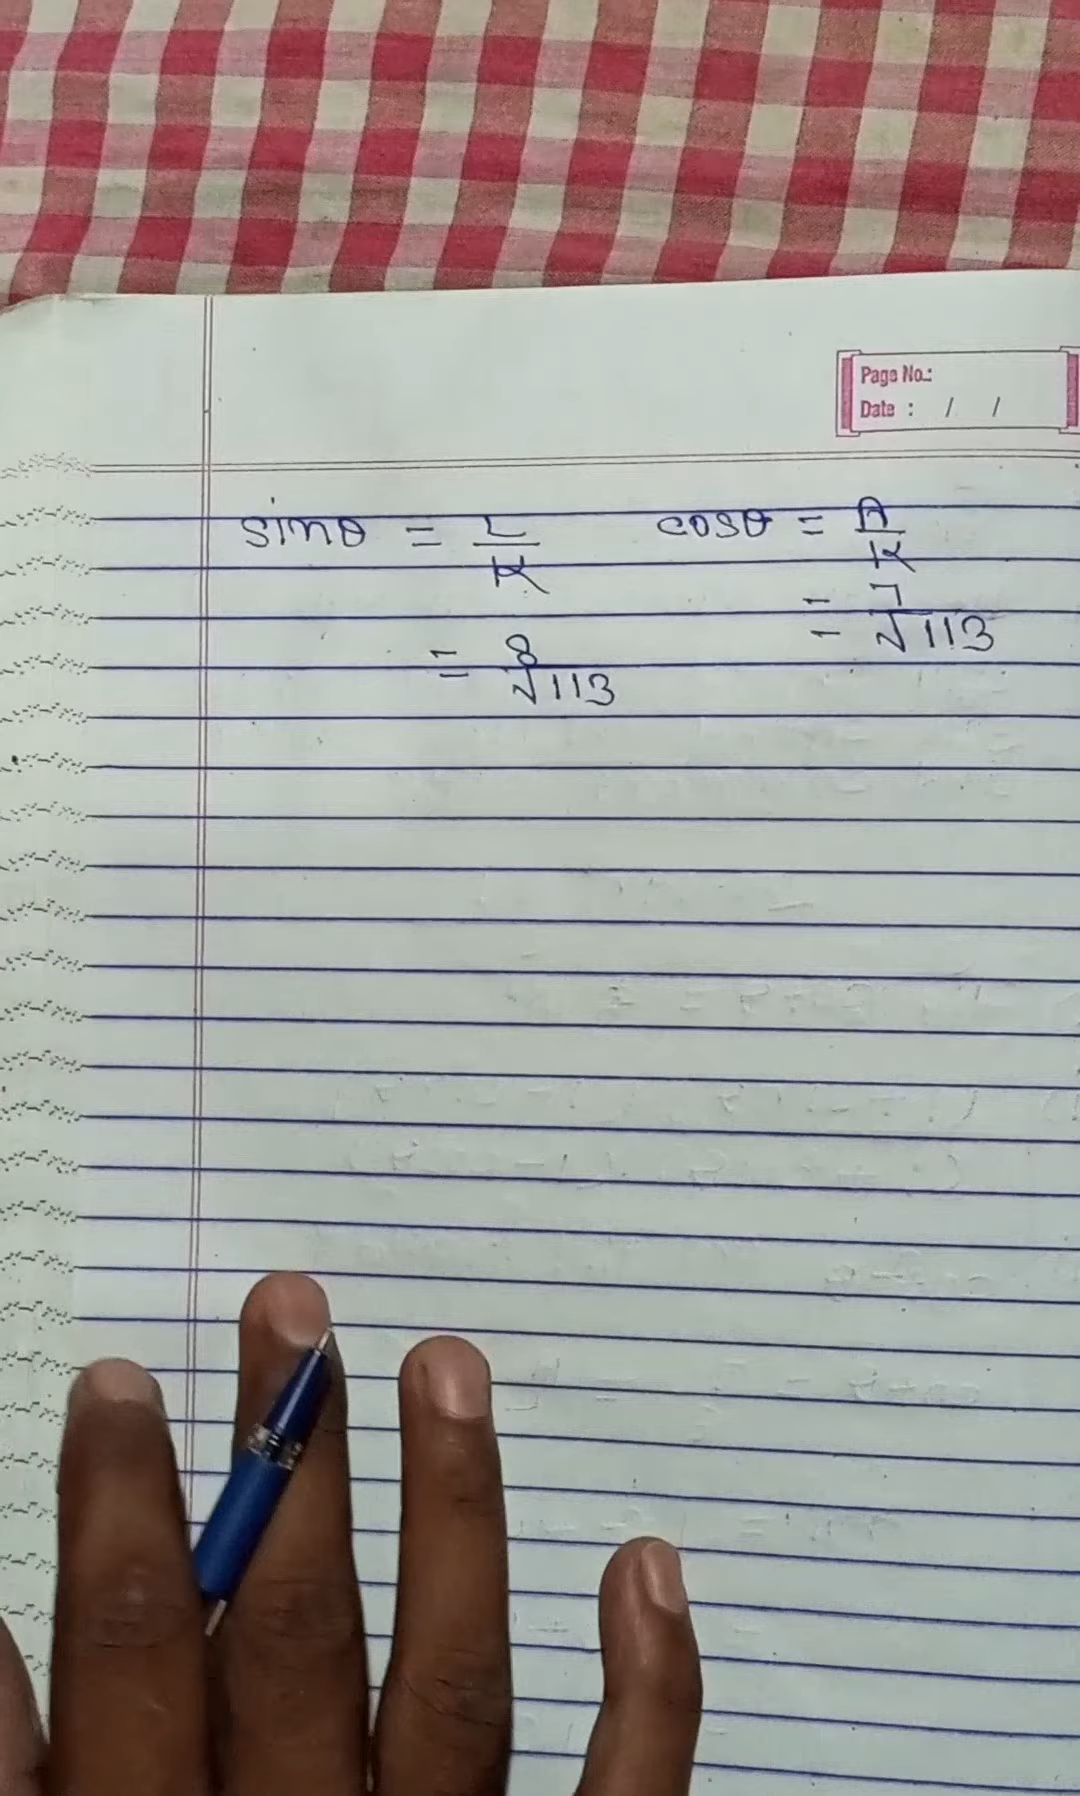 Page No.:
Date : / /
sinθ = L/K cosθ = A/K
= 8/√113 = 7/√113